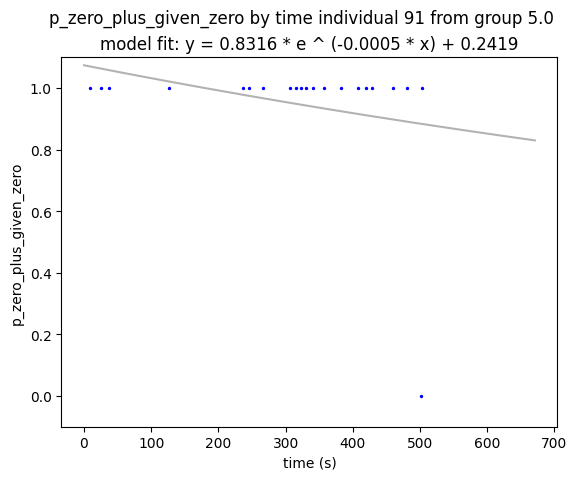 p_zero_plus_given_zero by time individual 91 from group 5.0
model fit: y = 0.8316 * e ^ (-0.0005 * x) + 0.2419
1.0
0.8
0.6
0.4
0.2
0.0
p_zero_plus_given_zero
0 100 200 300 400 500 600 700
time (s)